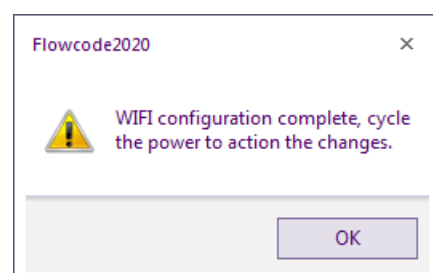 Flowcode2020
WIFI configuration complete, cycle
the power to action the changes.
OK